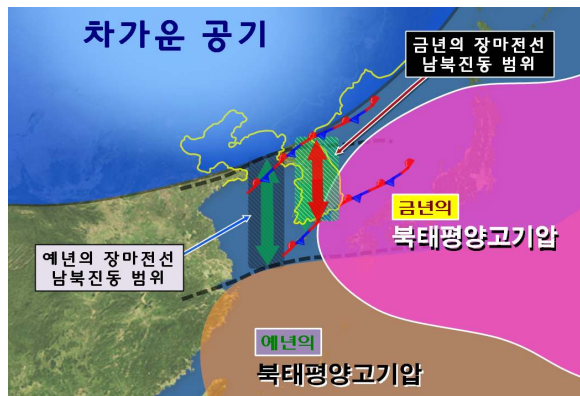 차가운 공기
금년의 장마전선
남북진동 범위
예년의 장마전선
남북진동 범위
금년의
북태평양고기압
예년의
북태평양고기압